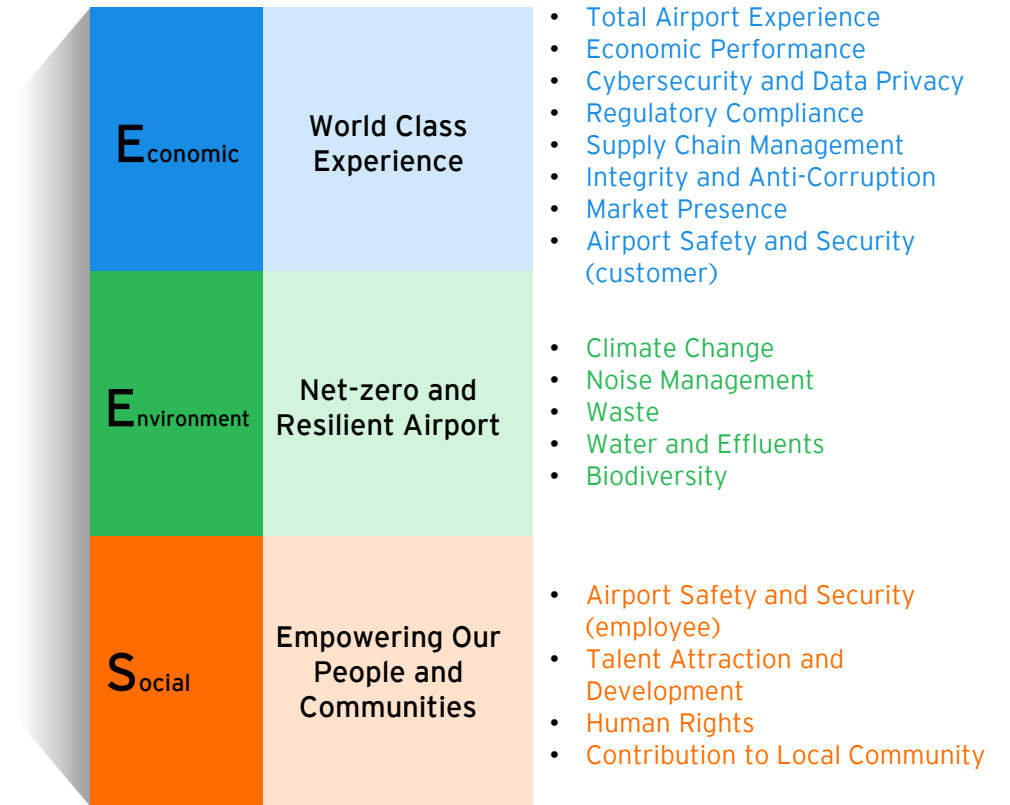 Economic
World Class
Experience
• Total Airport Experience
• Economic Performance
• Cybersecurity and Data Privacy
• Regulatory Compliance
• Supply Chain Management
• Integrity and Anti-Corruption
• Market Presence
• Airport Safety and Security
(customer)
Environment
Net-zero and
Resilient Airport
• Climate Change
• Noise Management
• Waste
• Water and Effluents
• Biodiversity
Social
Empowering Our
People and
Communities
• Airport Safety and Security
(employee)
• Talent Attraction and
Development
• Human Rights
• Contribution to Local Community